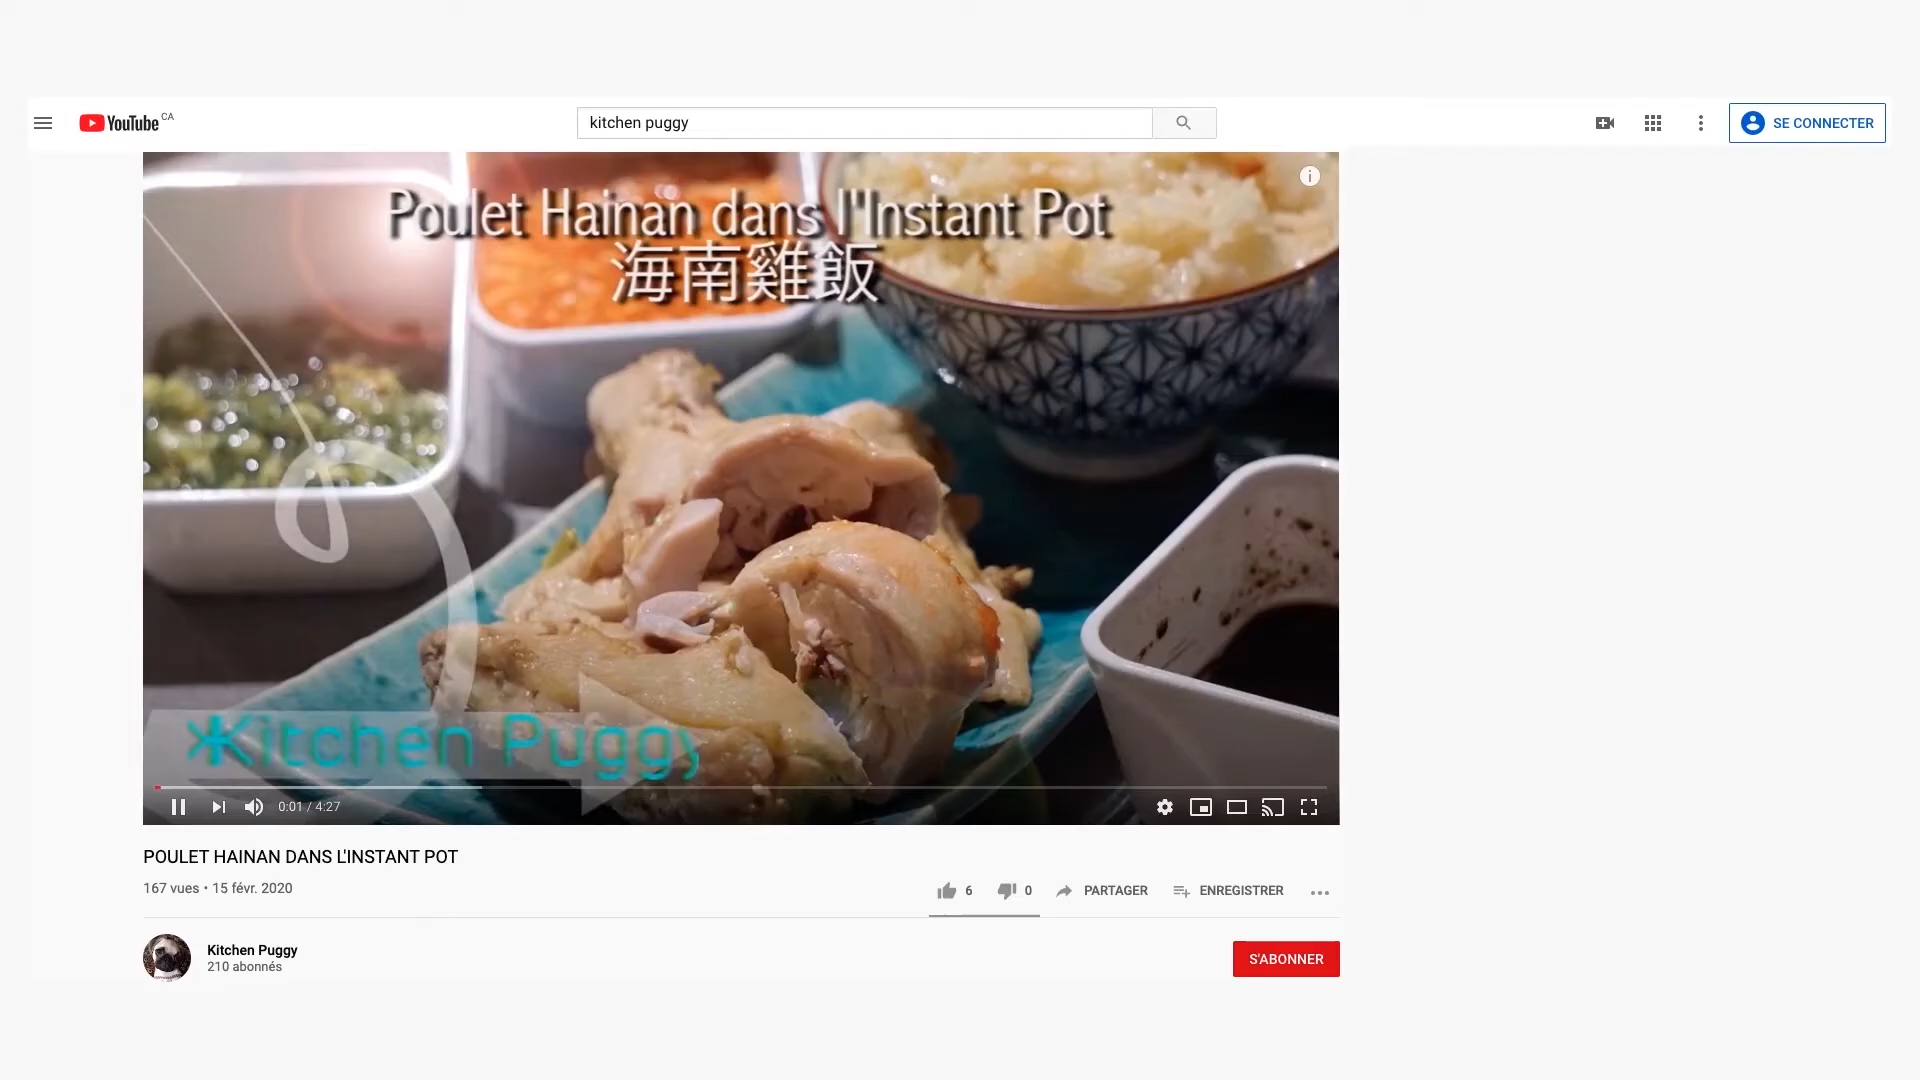 YouTube CA
kitchen puggy
SE CONNECTER
Poulet Hainan dans l"Instant Pot
海南雞飯
Kitchen Puggy
0:01 / 4:27
POULET HAINAN DANS L'INSTANT POT
167 vues • 15 févr. 2020
6
0
PARTAGER
ENREGISTRER
Kitchen Puggy
210 abonnés
S'ABONNER